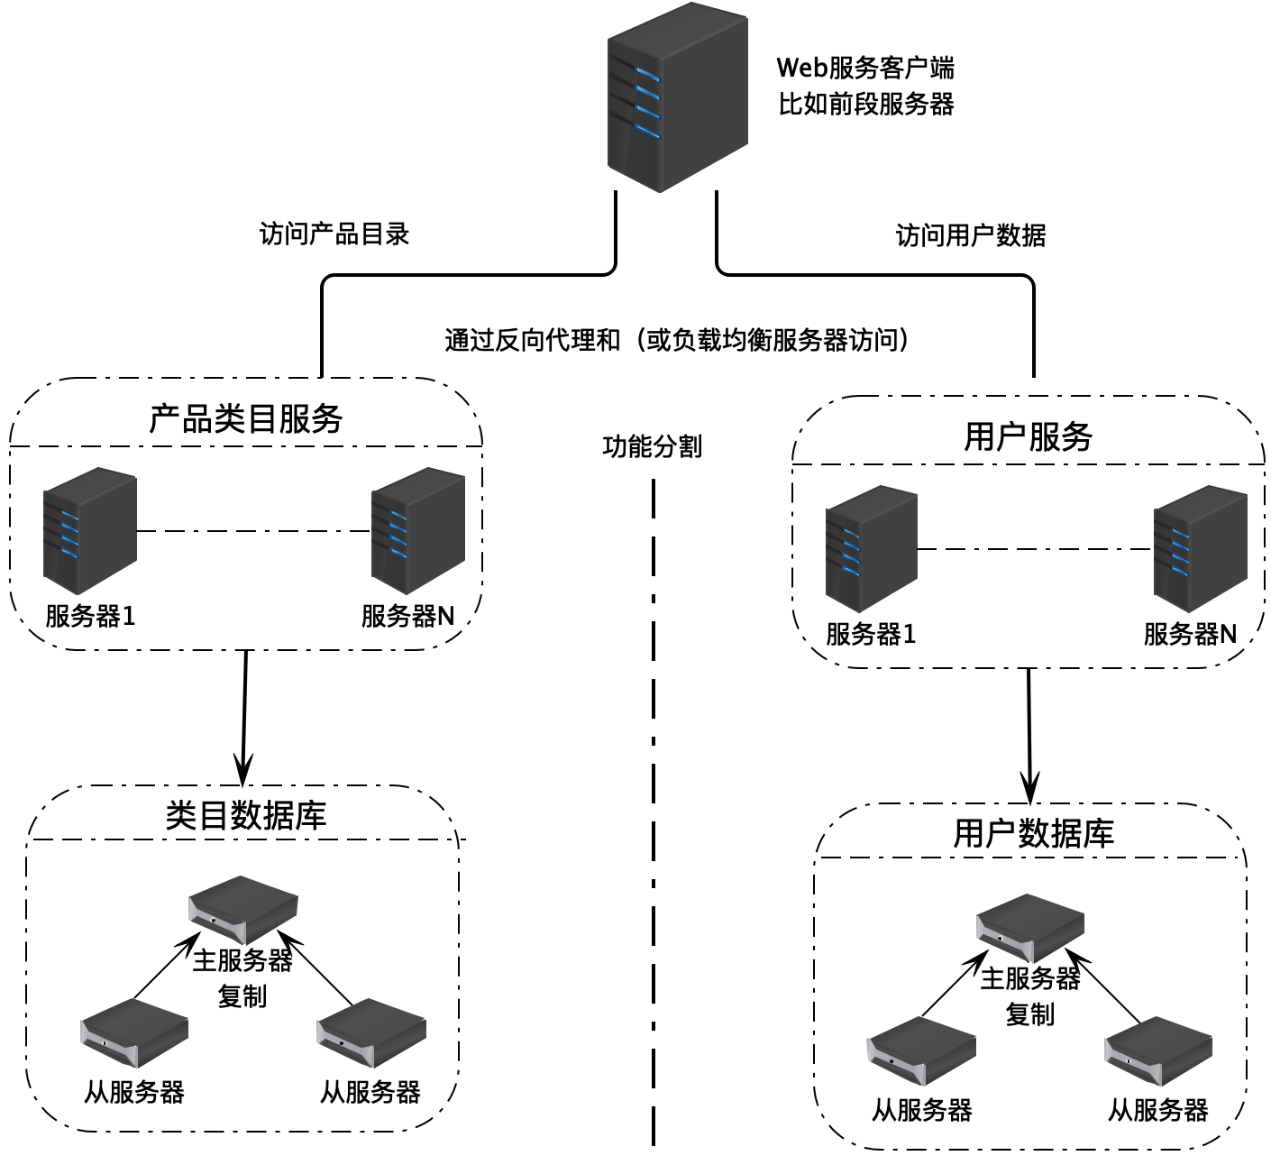 Web服务客户端
比如前段服务器
访问产品目录
访问用户数据
通过反向代理和（或负载均衡服务器访问）
产品类目服务
服务器1
服务器N
功能分割
用户服务
服务器1
服务器N
类目数据库
主服务器
复制
从服务器
从服务器
用户数据库
主服务器
复制
从服务器
从服务器